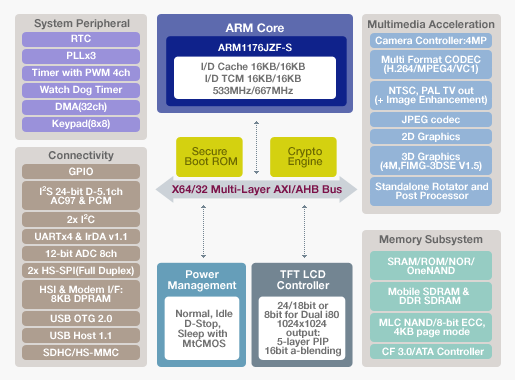 System Peripheral
RTC
PLLx3
Timer with PWM 4ch
Watch Dog Timer
DMA(32ch)
Keypad(8x8)
Connectivity
GPIO
I²S 24-bit D-5.1ch
AC97 & PCM
2x I²C
UARTx4 & IrDA v1.1
12-bit ADC 8ch
2x HS-SPI(Full Duplex)
HSI & Modem I/F:
8KB DPRAM
USB OTG 2.0
USB Host 1.1
SDHC/HS-MMC
ARM Core
ARM1176JZF-S
I/D Cache 16KB/16KB
I/D TCM 16KB/16KB
533MHz/667MHz
Secure
Boot ROM
Crypto
Engine
X64/32 Multi-Layer AXI/AHB Bus
Power
Management
Normal, Idle
D-Stop,
Sleep with
MtCMOS
TFT LCD
Controller
24/18bit or
8bit for Dual i80
1024x1024
output:
5-layer PIP
16bit a-blending
Multimedia Acceleration
Camera Controller:4MP
Multi Format CODEC
(H.264/MPEG4/VC1)
NTSC, PAL TV out
(+ Image Enhancement)
JPEG codec
2D Graphics
3D Graphics
(4M,FIMG-3DSE V1.5)
Standalone Rotator and
Post Processor
Memory Subsystem
SRAM/ROM/NOR/
OneNAND
Mobile SDRAM &
DDR SDRAM
MLC NAND/8-bit ECC,
4KB page mode
CF 3.0/ATA Controller